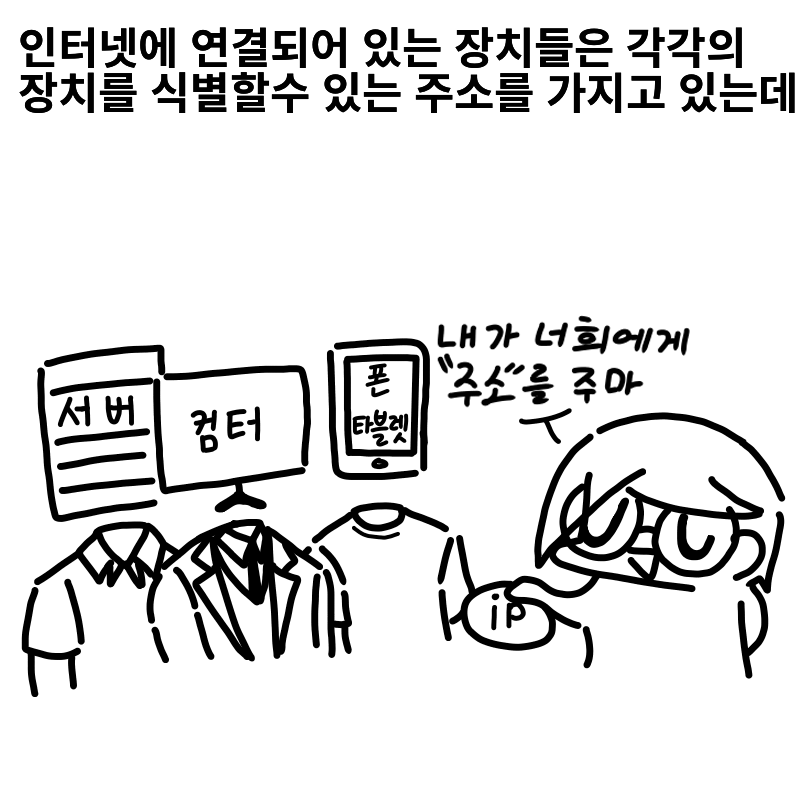 인터넷에 연결되어 있는 장치들은 각각의
장치를 식별할수 있는 주소를 가지고 있는데
내가 너희에게
"주소"를 주마
서버
컴터
폰
타블렛
iP